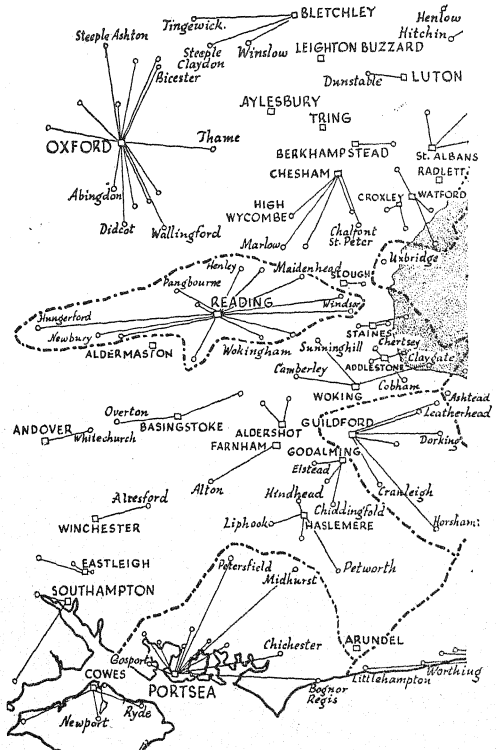 BLETCHLEY
Henlow
Tingewick.
Hitchin
Steeple Ashton
Steeple
Claydon
Winslow
LEIGHTON BUZZARD
Bicester
Dunstable
LUTON
AYLESBURY
TRING
OXFORD
Thame
BERKHAMPSTEAD
ST. ALBANS
CHESHAM
RADLETT
Abingdon
HIGH
WYCOMBE
CROXLEY
WATFORD
Didcot
Wallingford
Marlow
Chalfont
St. Peter
Uxbridge
Henley
Maidenhead
Pangbourne
SLOUGH
READING
Windsor
Hungerford
Newbury
STAINES
ALDERMASTON
Wokingham
Sunninghill
Chertsey
Claygate
ADDLESTONE
Camberley
WOKING
Cobham
Ashtead
Leatherhead
Overton
BASINGSTOKE
GUILDFORD
ANDOVER
Whitechurch
ALDERSHOT
Dorking
FARNHAM
GODALMING
Elstead
Alton
Cranleigh
Hindhead
Alresford
Chiddingfold
Horsham
WINCHESTER
Liphook
HASLEMERE
EASTLEIGH
Petersfield
Petworth
Midhurst
SOUTHAMPTON
Chichester
ARUNDEL
Gosport
COWES
PORTSEA
Littlehampton
Worthing
Bognor
Regis
Newport
Ryde